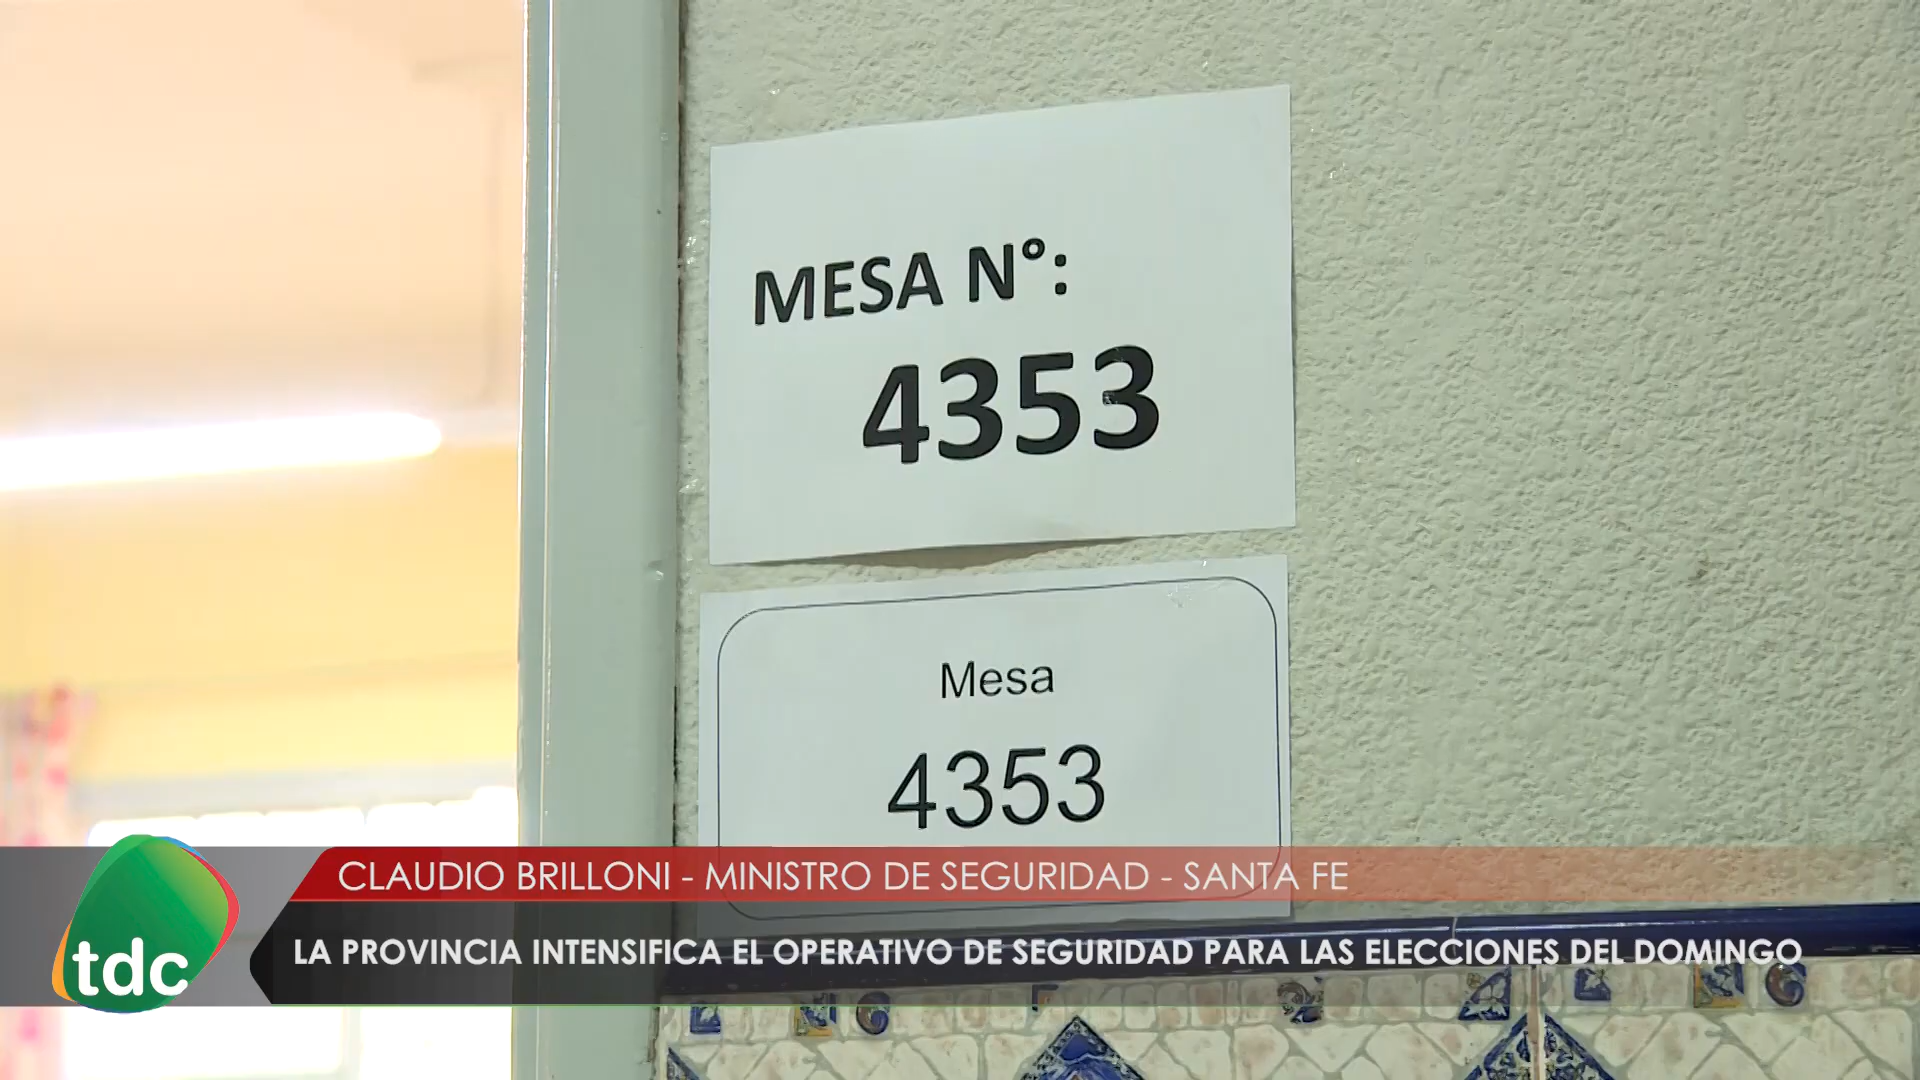 MESA N°:
4353
Mesa
4353
CLAUDIO BRILLONI - MINISTRO DE SEGURIDAD - SANTA FE
LA PROVINCIA INTENSIFICA EL OPERATIVO DE SEGURIDAD PARA LAS ELECCIONES DEL DOMINGO
tdc